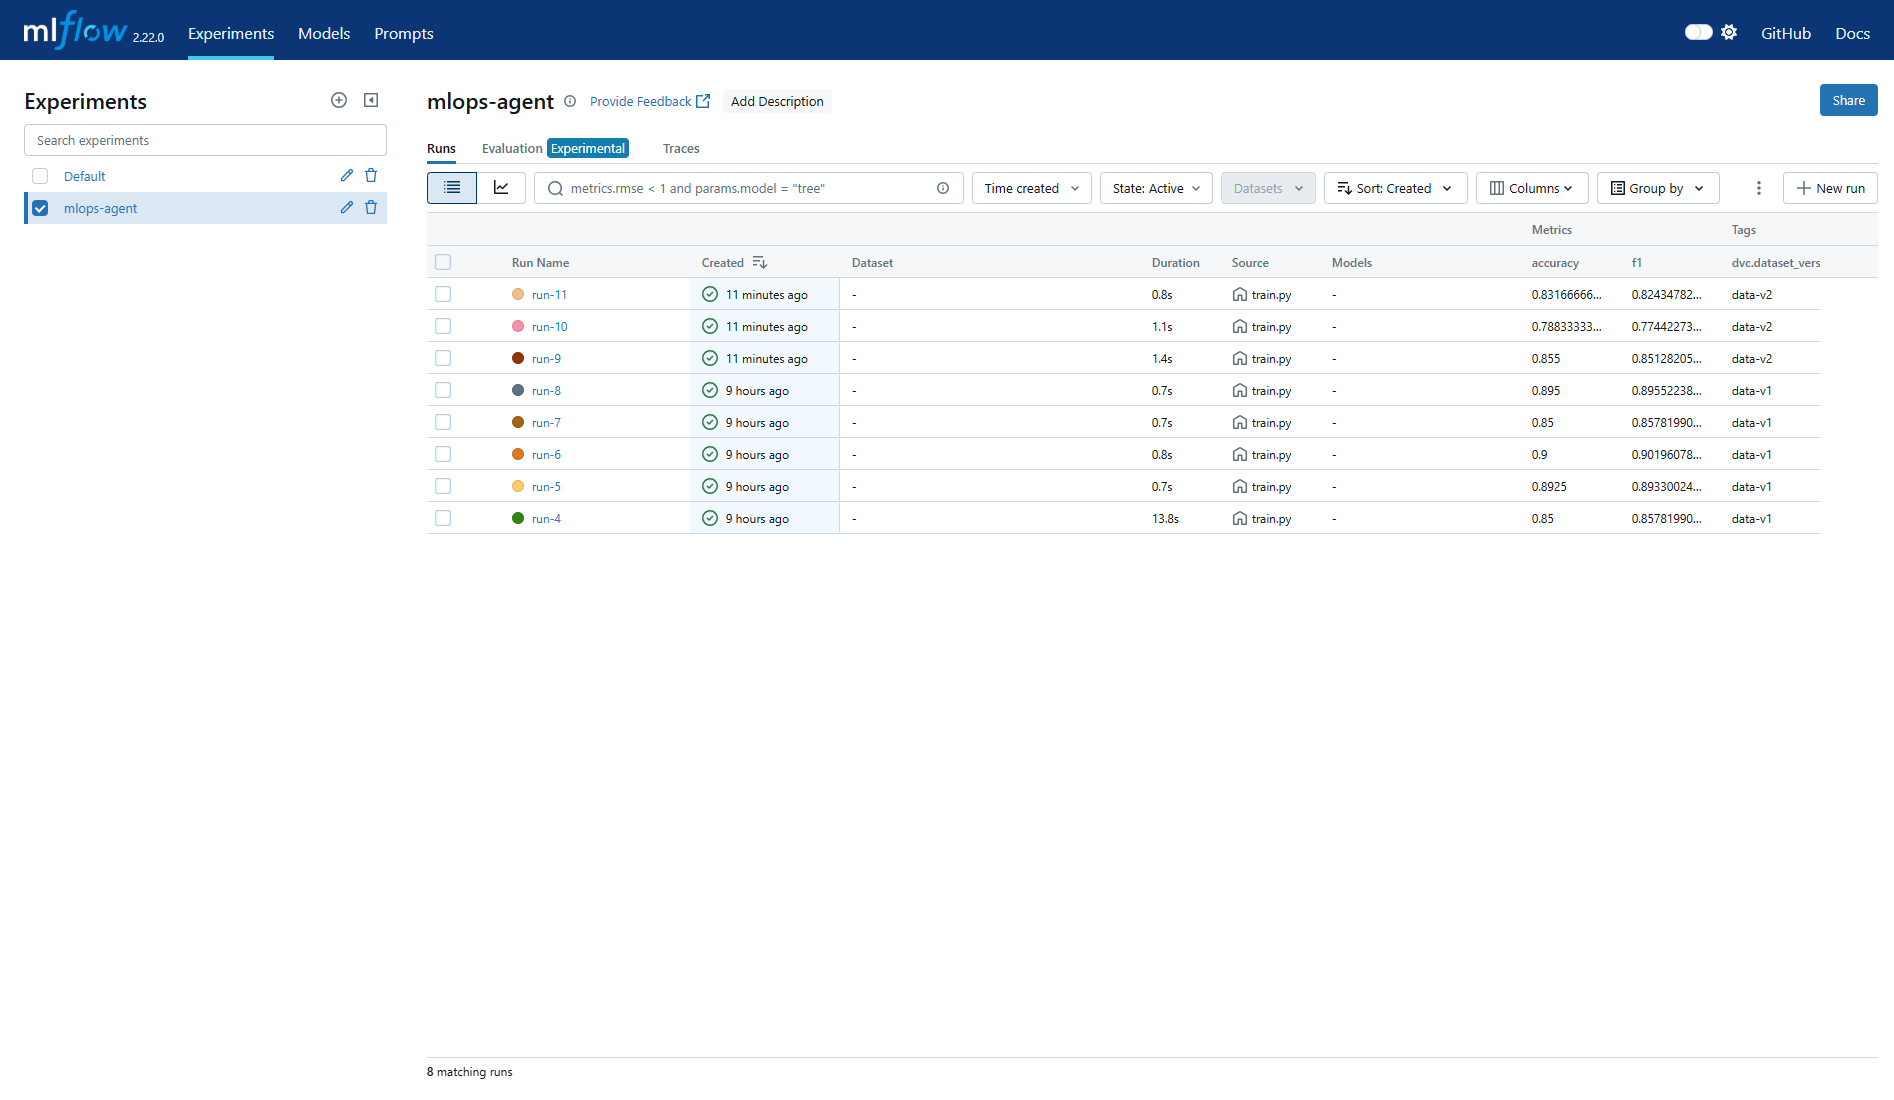 mlflow 2.22.0 Experiments Models Prompts GitHub Docs
Experiments
Search experiments
Default
mlops-agent
mlops-agent Provide Feedback Add Description Share
Runs Evaluation Experimental Traces
metrics.rmse < 1 and params.model = "tree" Time created State: Active Datasets Sort: Created Columns Group by New run
Metrics Tags
Run Name Created Dataset Duration Source Models accuracy f1 dvc.dataset_vers
run-11 11 minutes ago - 0.8s train.py - 0.83166666... 0.82434782... data-v2
run-10 11 minutes ago - 1.1s train.py - 0.78833333... 0.77442273... data-v2
run-9 11 minutes ago - 1.4s train.py - 0.855 0.85128205... data-v2
run-8 9 hours ago - 0.7s train.py - 0.895 0.89552238... data-v1
run-7 9 hours ago - 0.7s train.py - 0.85 0.85781990... data-v1
run-6 9 hours ago - 0.8s train.py - 0.9 0.90196078... data-v1
run-5 9 hours ago - 0.7s train.py - 0.8925 0.89330024... data-v1
run-4 9 hours ago - 13.8s train.py - 0.85 0.85781990... data-v1
8 matching runs